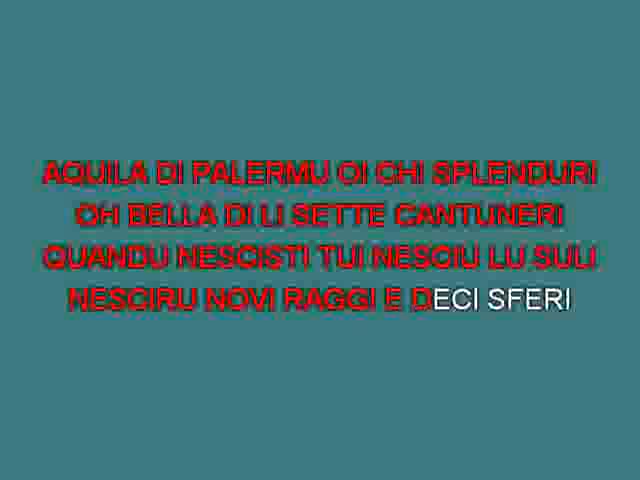 AQUILA DI PALERMU OI CHI SPLENDURI
OH BELLA DI LI SETTE CANTUNERI
QUANDU NESCISTI TUI NESCIU LU SULI
NESCIRU NOVI RAGGI E DECI SFERI